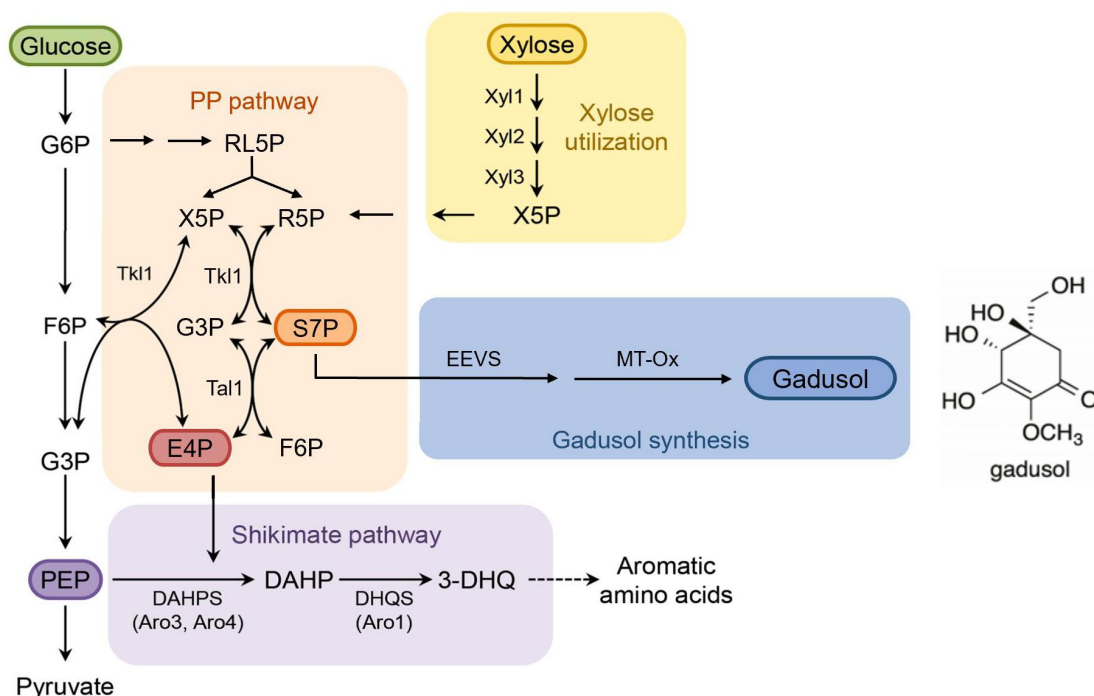 Glucose
Xylose
PP pathway
Xyl1
Xylose
utilization
G6P
RL5P
Xyl2
Xyl3
X5P
R5P
X5P
Tkl1
Tkl1
F6P
G3P
S7P
EEVS
MT-Ox
Gadusol
Tal1
Gadusol synthesis
E4P
F6P
G3P
OH
HO
HO
HO
O
OCH3
gadusol
Shikimate pathway
PEP
DAHP
3-DHQ
Aromatic
amino acids
DAHPS
(Aro3, Aro4)
DHQS
(Aro1)
Pyruvate